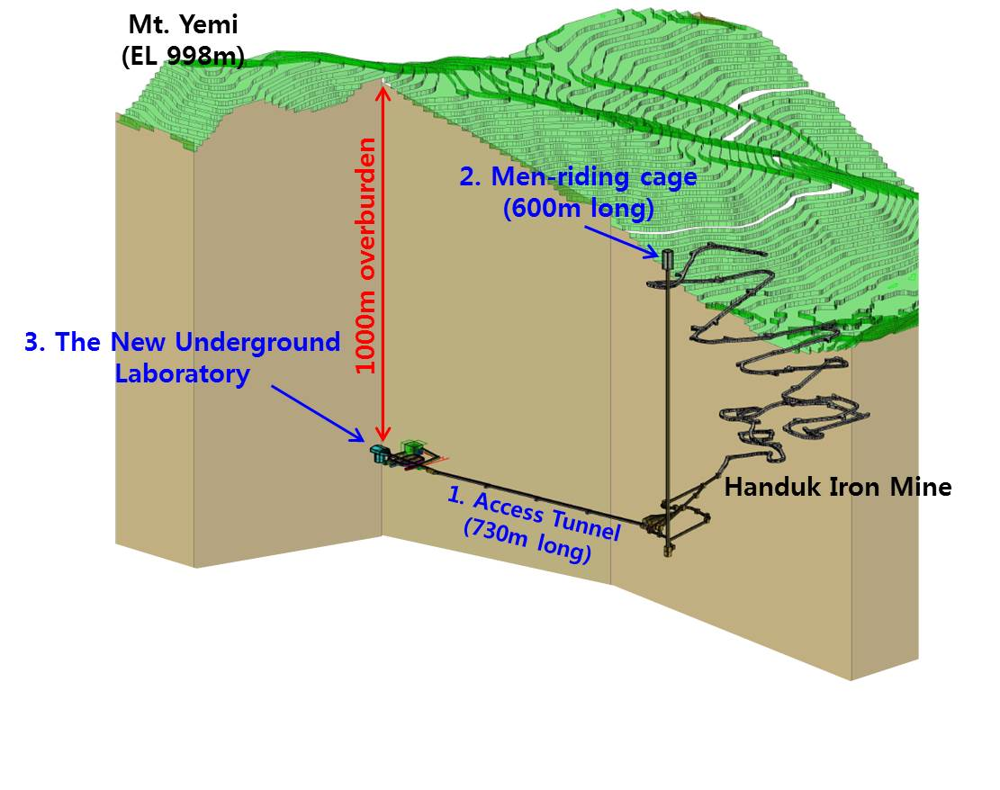 Mt. Yemi
(EL 998m)
2. Men-riding cage
(600m long)
1000m overburden
3. The New Underground
Laboratory
1. Access Tunnel
(730m long)
Handuk Iron Mine